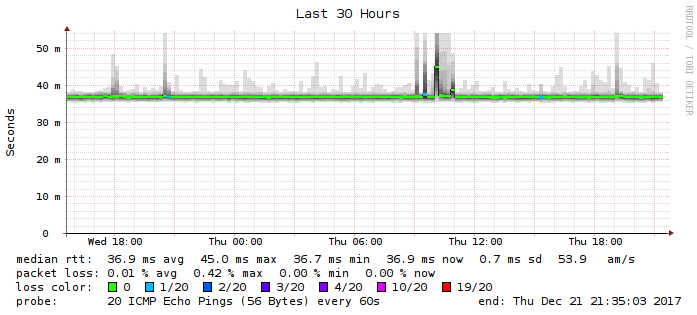 Last 30 Hours
RRDTOOL / TOBI OETIKER
Seconds
50 m
40 m
30 m
20 m
10 m
0
Wed 18:00 Thu 00:00 Thu 06:00 Thu 12:00 Thu 18:00
median rtt: 36.9 ms avg 45.0 ms max 36.7 ms min 36.9 ms now 0.7 ms sd 53.9 am/s
packet loss: 0.01 % avg 0.42 % max 0.00 % min 0.00 % now
loss color: 0 1/20 2/20 3/20 4/20 10/20 19/20
probe: 20 ICMP Echo Pings (56 Bytes) every 60s end: Thu Dec 21 21:35:03 2017